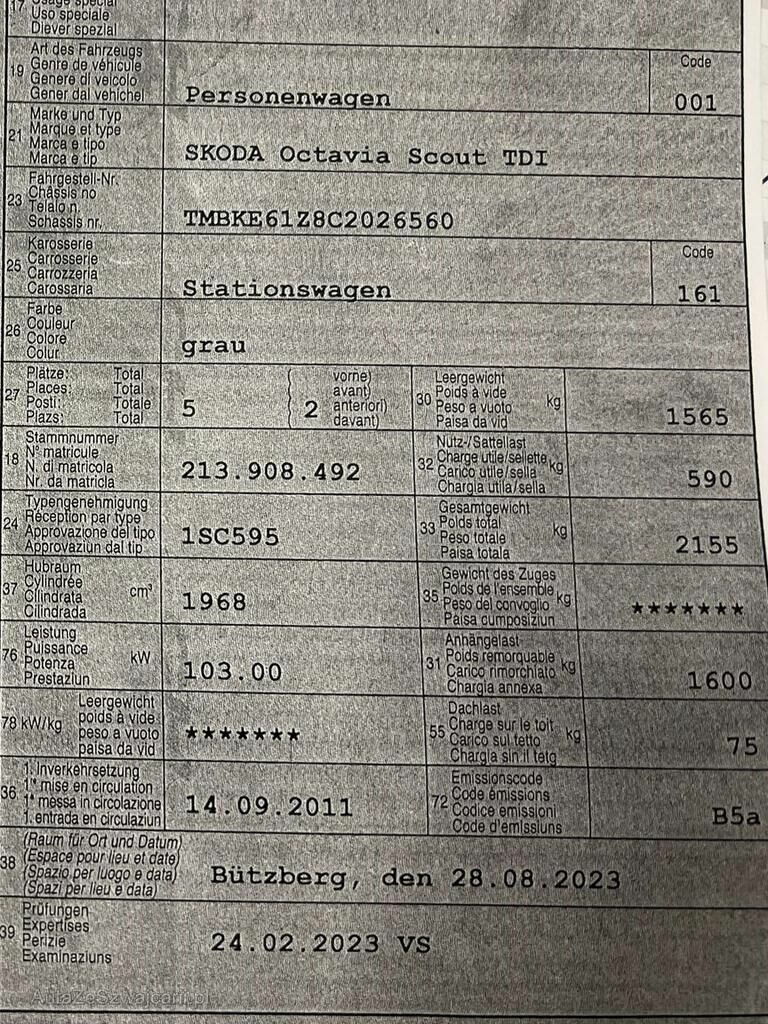 17 Usage spécial
Uso speciale
Diever spezial
19 Art des Fahrzeugs
Genre de véhicule
Genere di veicolo
Gener dal vehichel
Personenwagen
Code
001
21 Marke und Typ
Marque et type
Marca e tipo
Marca e tip
SKODA Octavia Scout TDI
23 Fahrgestell-Nr.
Châssis no
Telaio n.
Schassis nr.
TMBKE61Z8C2026560
25 Karosserie
Carrosserie
Carrozzeria
Carossaria
Stationswagen
Code
161
26 Farbe
Couleur
Colore
Colur
grau
27 Plätze: Total
Places: Total
Posti: Totale
Plazs: Total
5
2
vorne)
avant)
anteriori)
davant)
30 Leergewicht
Poids à vide
Peso a vuoto
Paisa da vid
kg
1565
18 Stammnummer
N° matricule
N. di matricola
Nr. da matricla
213.908.492
32 Nutz-/Sattellast
Charge utile/sellette
Carico utile/sella
Chargia utila/sella
kg
590
24 Typengenehmigung
Réception par type
Approvazione del tipo
Approvaziun dal tip
1SC595
33 Gesamtgewicht
Poids total
Peso totale
Paisa totala
kg
2155
37 Hubraum
Cylindrée
Cilindrata
Cilindrada
cm³
1968
35 Gewicht des Zuges
Poids de l'ensemble
Peso del convoglio
Paisa cumposiziun
kg
*******
76 Leistung
Puissance
Potenza
Prestaziun
kW
103.00
31 Anhängelast
Poids remorquable
Carico rimorchiato
Chargia annexa
kg
1600
78 kW/kg
Leergewicht
poids à vide
peso a vuoto
paisa da vid
*******
55 Dachlast
Charge sur le toit
Carico sul tetto
Chargia sin il tetg
kg
75
36 1. Inverkehrsetzung
1re mise en circulation
1a messa in circolazione
1. entrada en circulaziun
14.09.2011
72 Emissionscode
Code émissions
Codice emissioni
Code d'emissiuns
B5a
38 (Raum für Ort und Datum)
(Espace pour lieu et date)
(Spazio per luogo e data)
(Spazi per lieu e data)
Bützberg, den 28.08.2023
39 Prüfungen
Expertises
Perizie
Examinaziuns
24.02.2023 VS
AutaZeSzwajcarii.pl